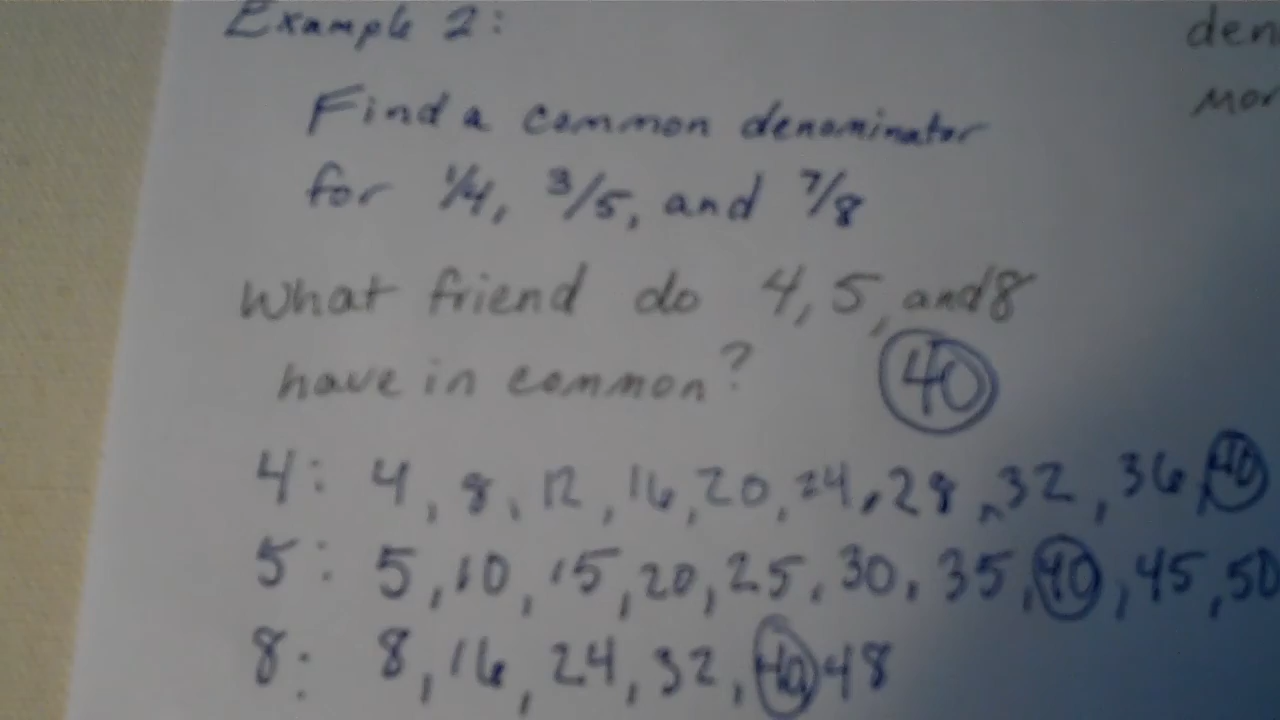 Example 2:
den
Find a common denominator
mor
for 1/4, 3/5, and 7/8
What friend do 4, 5, and 8
have in common? 40
4: 4, 8, 12, 16, 20, 24, 28, 32, 36, 40
5: 5, 10, 15, 20, 25, 30, 35, 40, 45, 50
8: 8, 16, 24, 32, 40 48